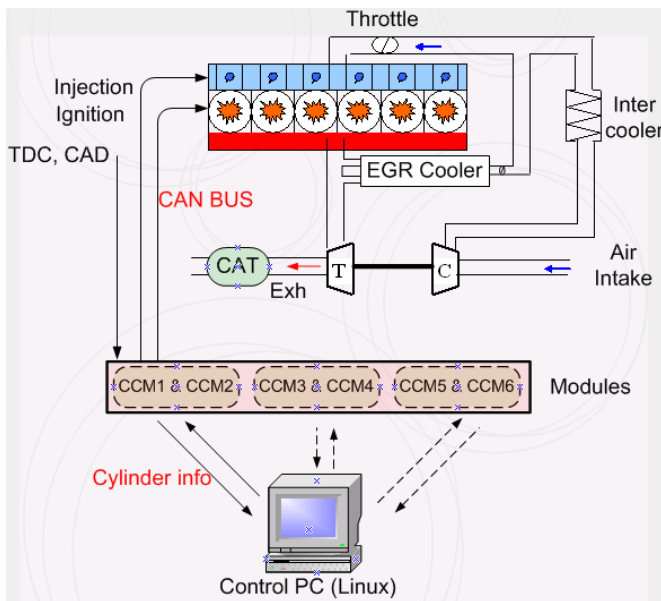 Throttle
Injection
Ignition
Inter
cooler
TDC, CAD
EGR Cooler
CAN BUS
CAT
T
C
Air
Intake
Exh
CCM1 & CCM2
CCM3 & CCM4
CCM5 & CCM6
Modules
Cylinder info
Control PC (Linux)